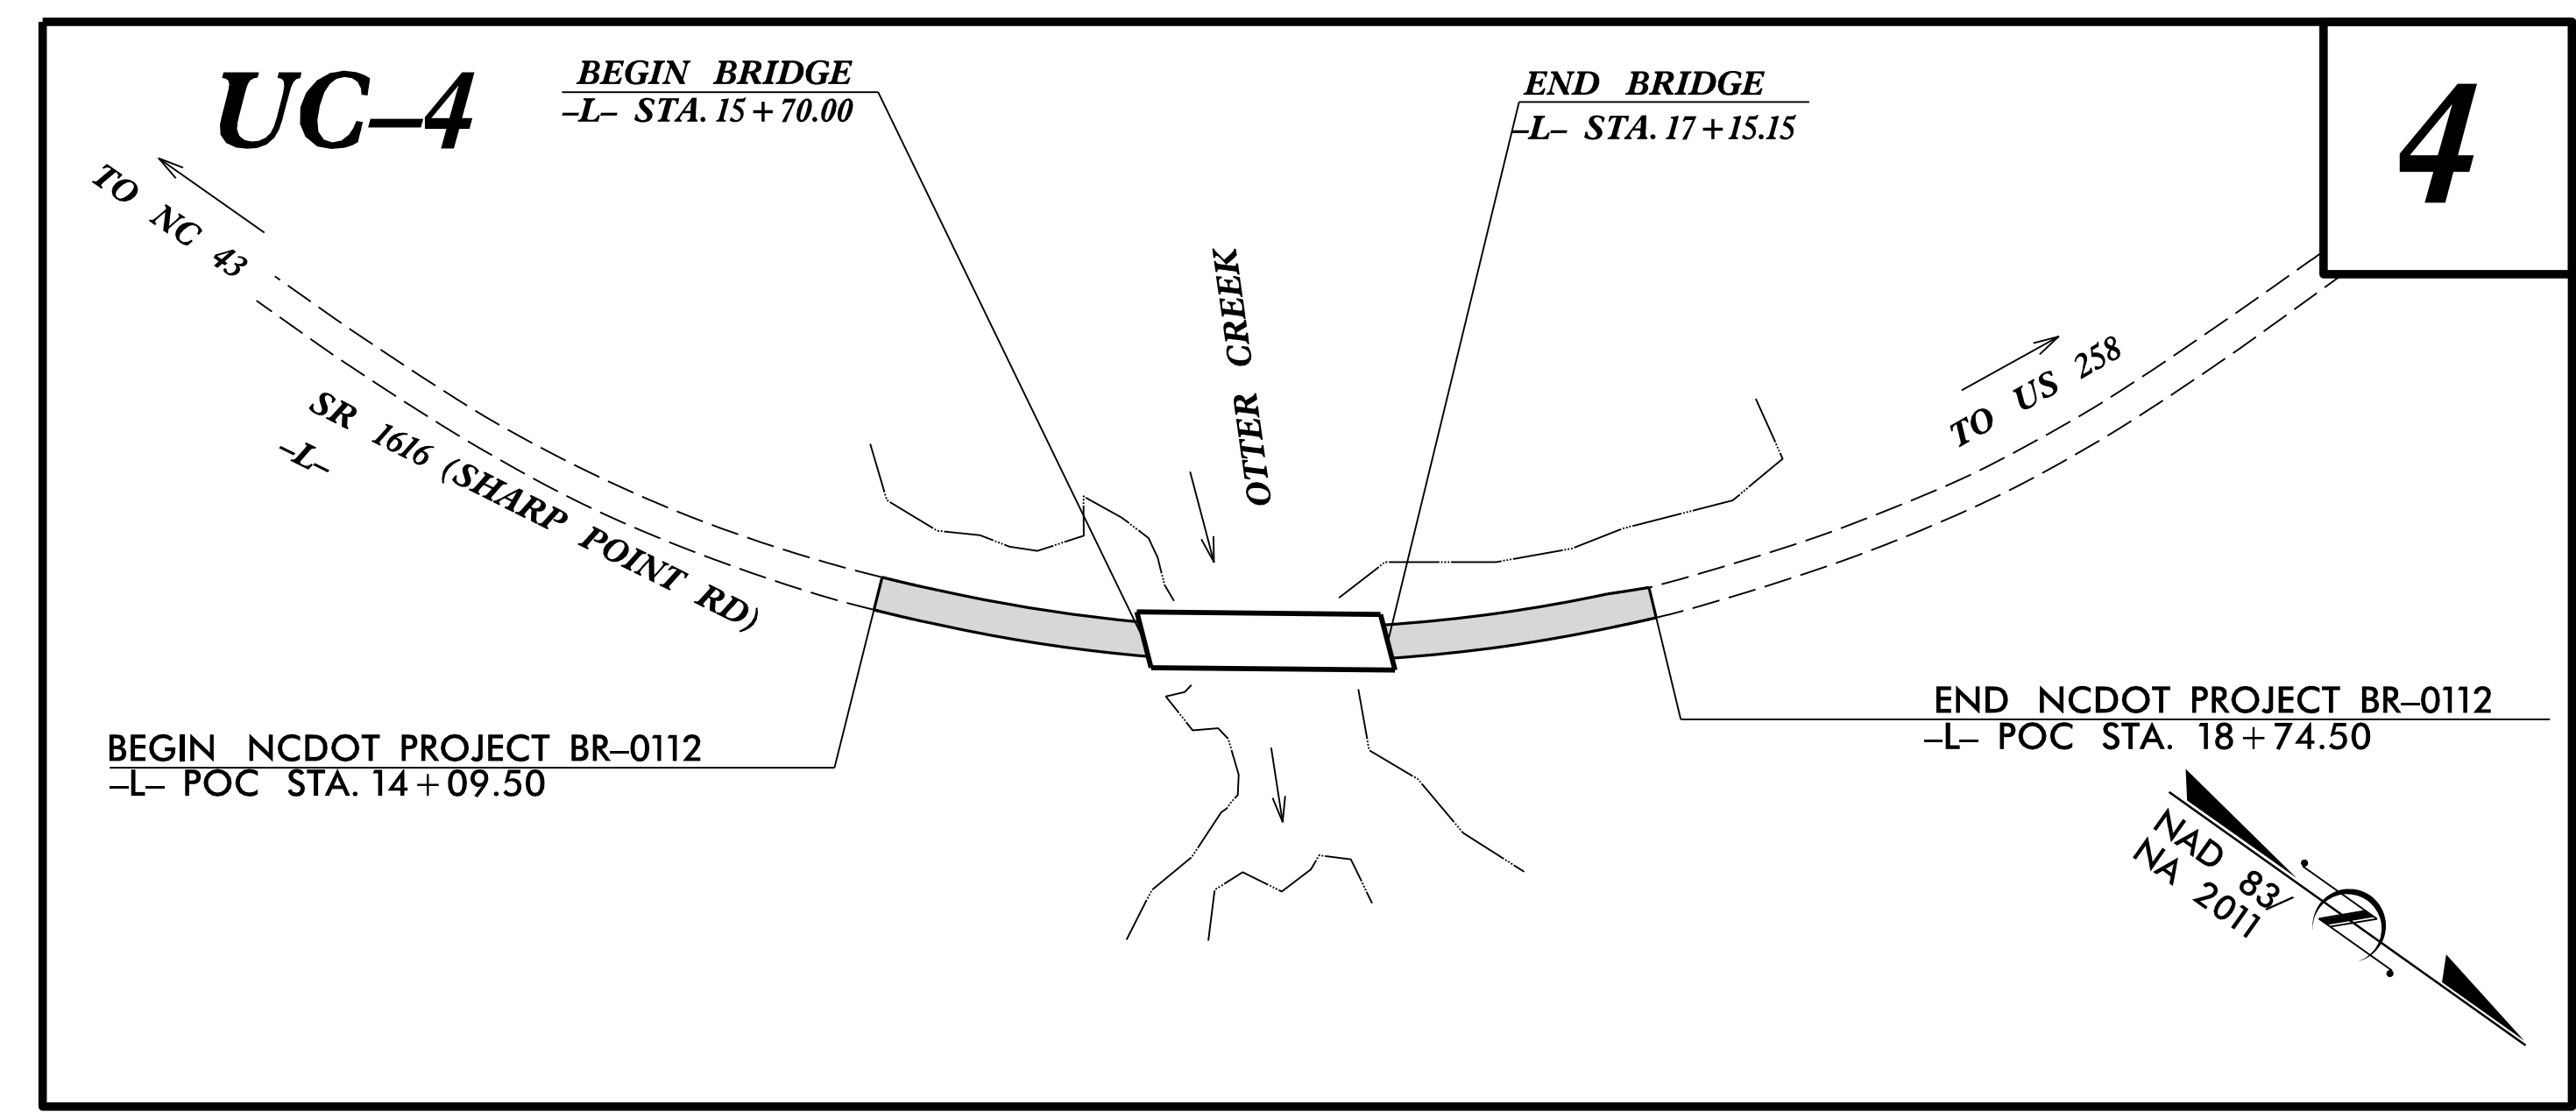 UC–4
BEGIN BRIDGE
–L– STA. 15+70.00
END BRIDGE
–L– STA. 17+15.15
4
TO NC 43
OTTER CREEK
TO US 258
SR 1616 (SHARP POINT RD)
–L–
BEGIN NCDOT PROJECT BR–0112
–L– POC STA. 14+09.50
END NCDOT PROJECT BR–0112
–L– POC STA. 18+74.50
NAD 83/
NA 2011